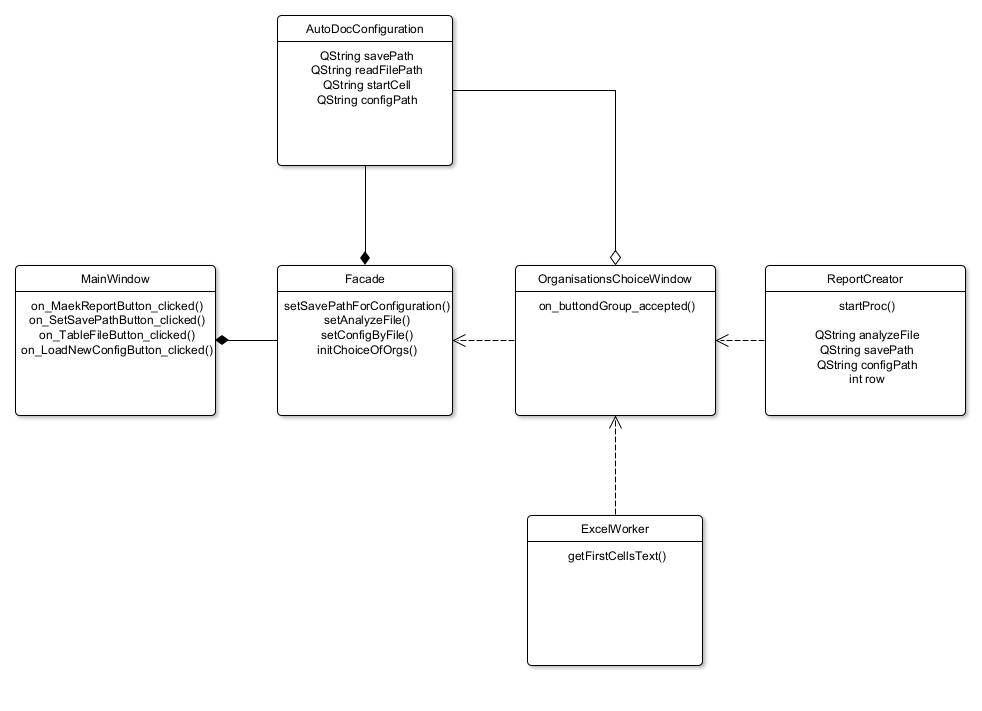 AutoDocConfiguration
QString savePath
QString readFilePath
QString startCell
QString configPath
MainWindow
on_MaekReportButton_clicked()
on_SetSavePathButton_clicked()
on_TableFileButton_clicked()
on_LoadNewConfigButton_clicked()
Facade
setSavePathForConfiguration()
setAnalyzeFile()
setConfigByFile()
initChoiceOfOrgs()
OrganisationsChoiceWindow
on_buttondGroup_accepted()
ReportCreator
startProc()
QString analyzeFile
QString savePath
QString configPath
int row
ExcelWorker
getFirstCellsText()